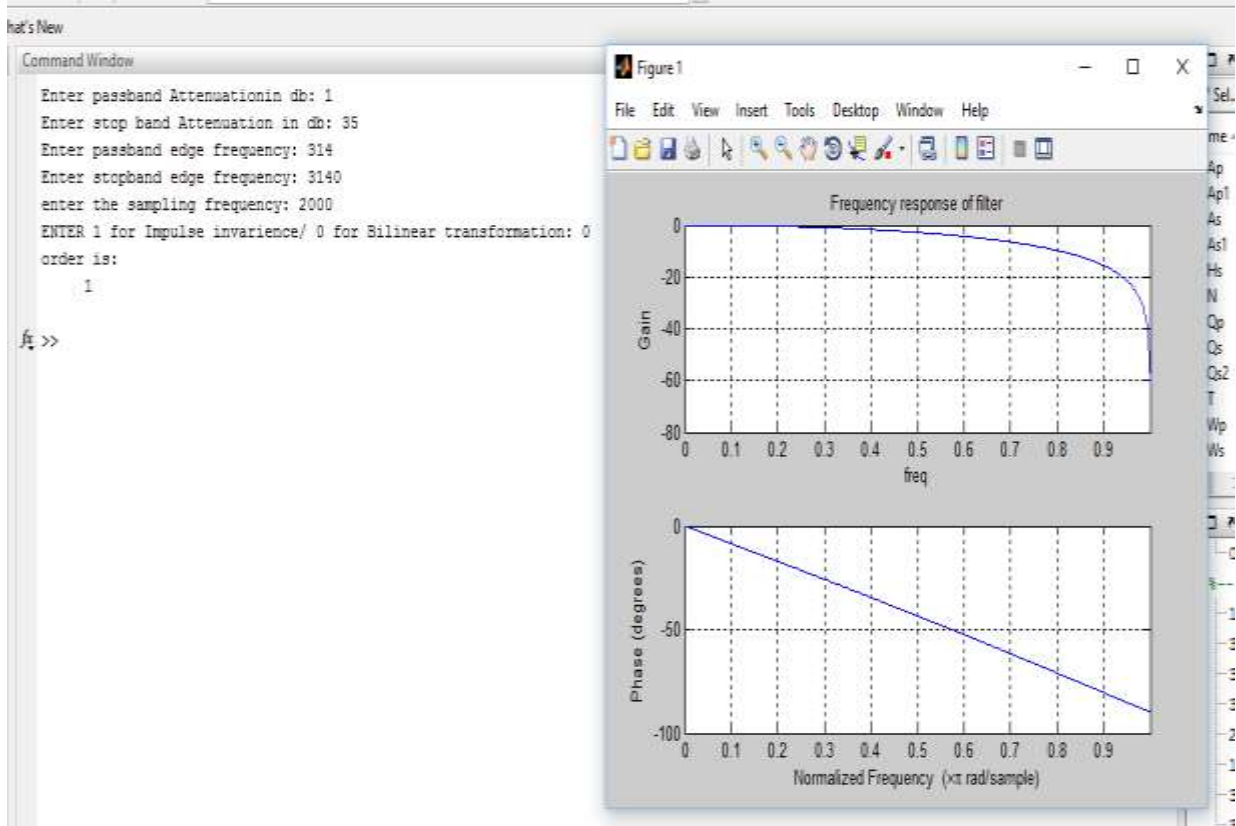 hat's New
Command Window
Enter passband Attenuationin db: 1
Enter stop band Attenuation in db: 35
Enter passband edge frequency: 314
Enter stopband edge frequency: 3140
enter the sampling frequency: 2000
ENTER 1 for Impulse invarience/ 0 for Bilinear transformation: 0
order is:
1
fx >>
Figure 1
File Edit View Insert Tools Desktop Window Help
Frequency response of filter
Gain
0
-20
-40
-60
-80
0 0.1 0.2 0.3 0.4 0.5 0.6 0.7 0.8 0.9
freq
Phase (degrees)
0
-50
-100
0 0.1 0.2 0.3 0.4 0.5 0.6 0.7 0.8 0.9
Normalized Frequency (×π rad/sample)
Sel...
me
Ap
Ap1
As
As1
Hs
N
Qp
Qs
Qs2
T
Wp
Ws